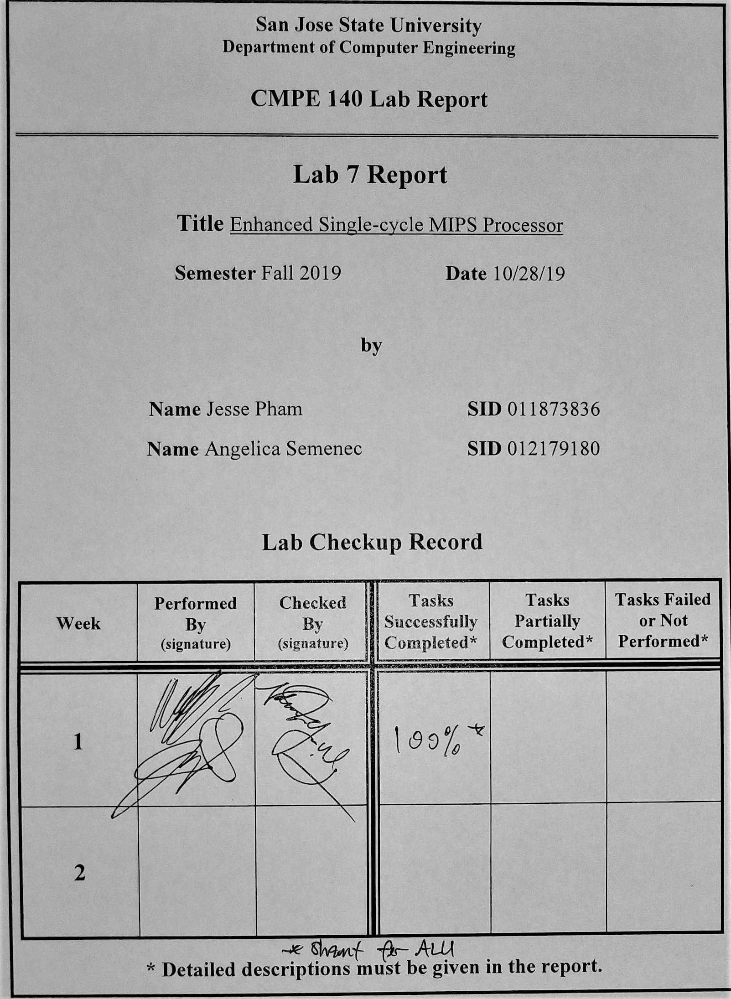 San Jose State University
Department of Computer Engineering
CMPE 140 Lab Report
Lab 7 Report
Title Enhanced Single-cycle MIPS Processor
Semester Fall 2019 Date 10/28/19
by
Name Jesse Pham SID 011873836
Name Angelica Semenec SID 012179180
Lab Checkup Record
Week
Performed
By
(signature)
Checked
By
(signature)
Tasks
Successfully
Completed*
Tasks
Partially
Completed*
Tasks Failed
or Not
Performed*
1
100% *
2
* Shamt for ALU
* Detailed descriptions must be given in the report.